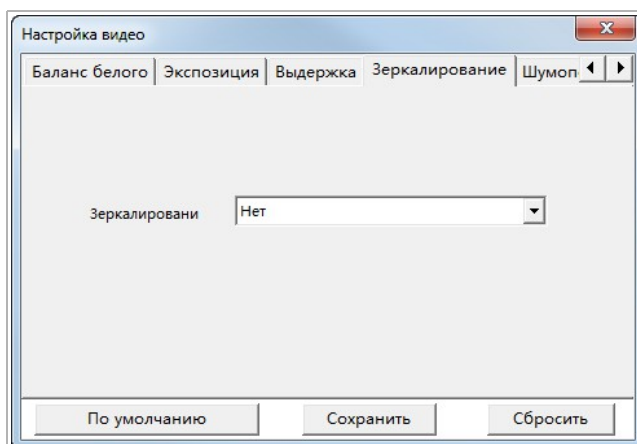 Настройка видео
Баланс белого Экспозиция Выдержка Зеркалирование
Зеркалировани Нет
По умолчанию Сохранить Сбросить